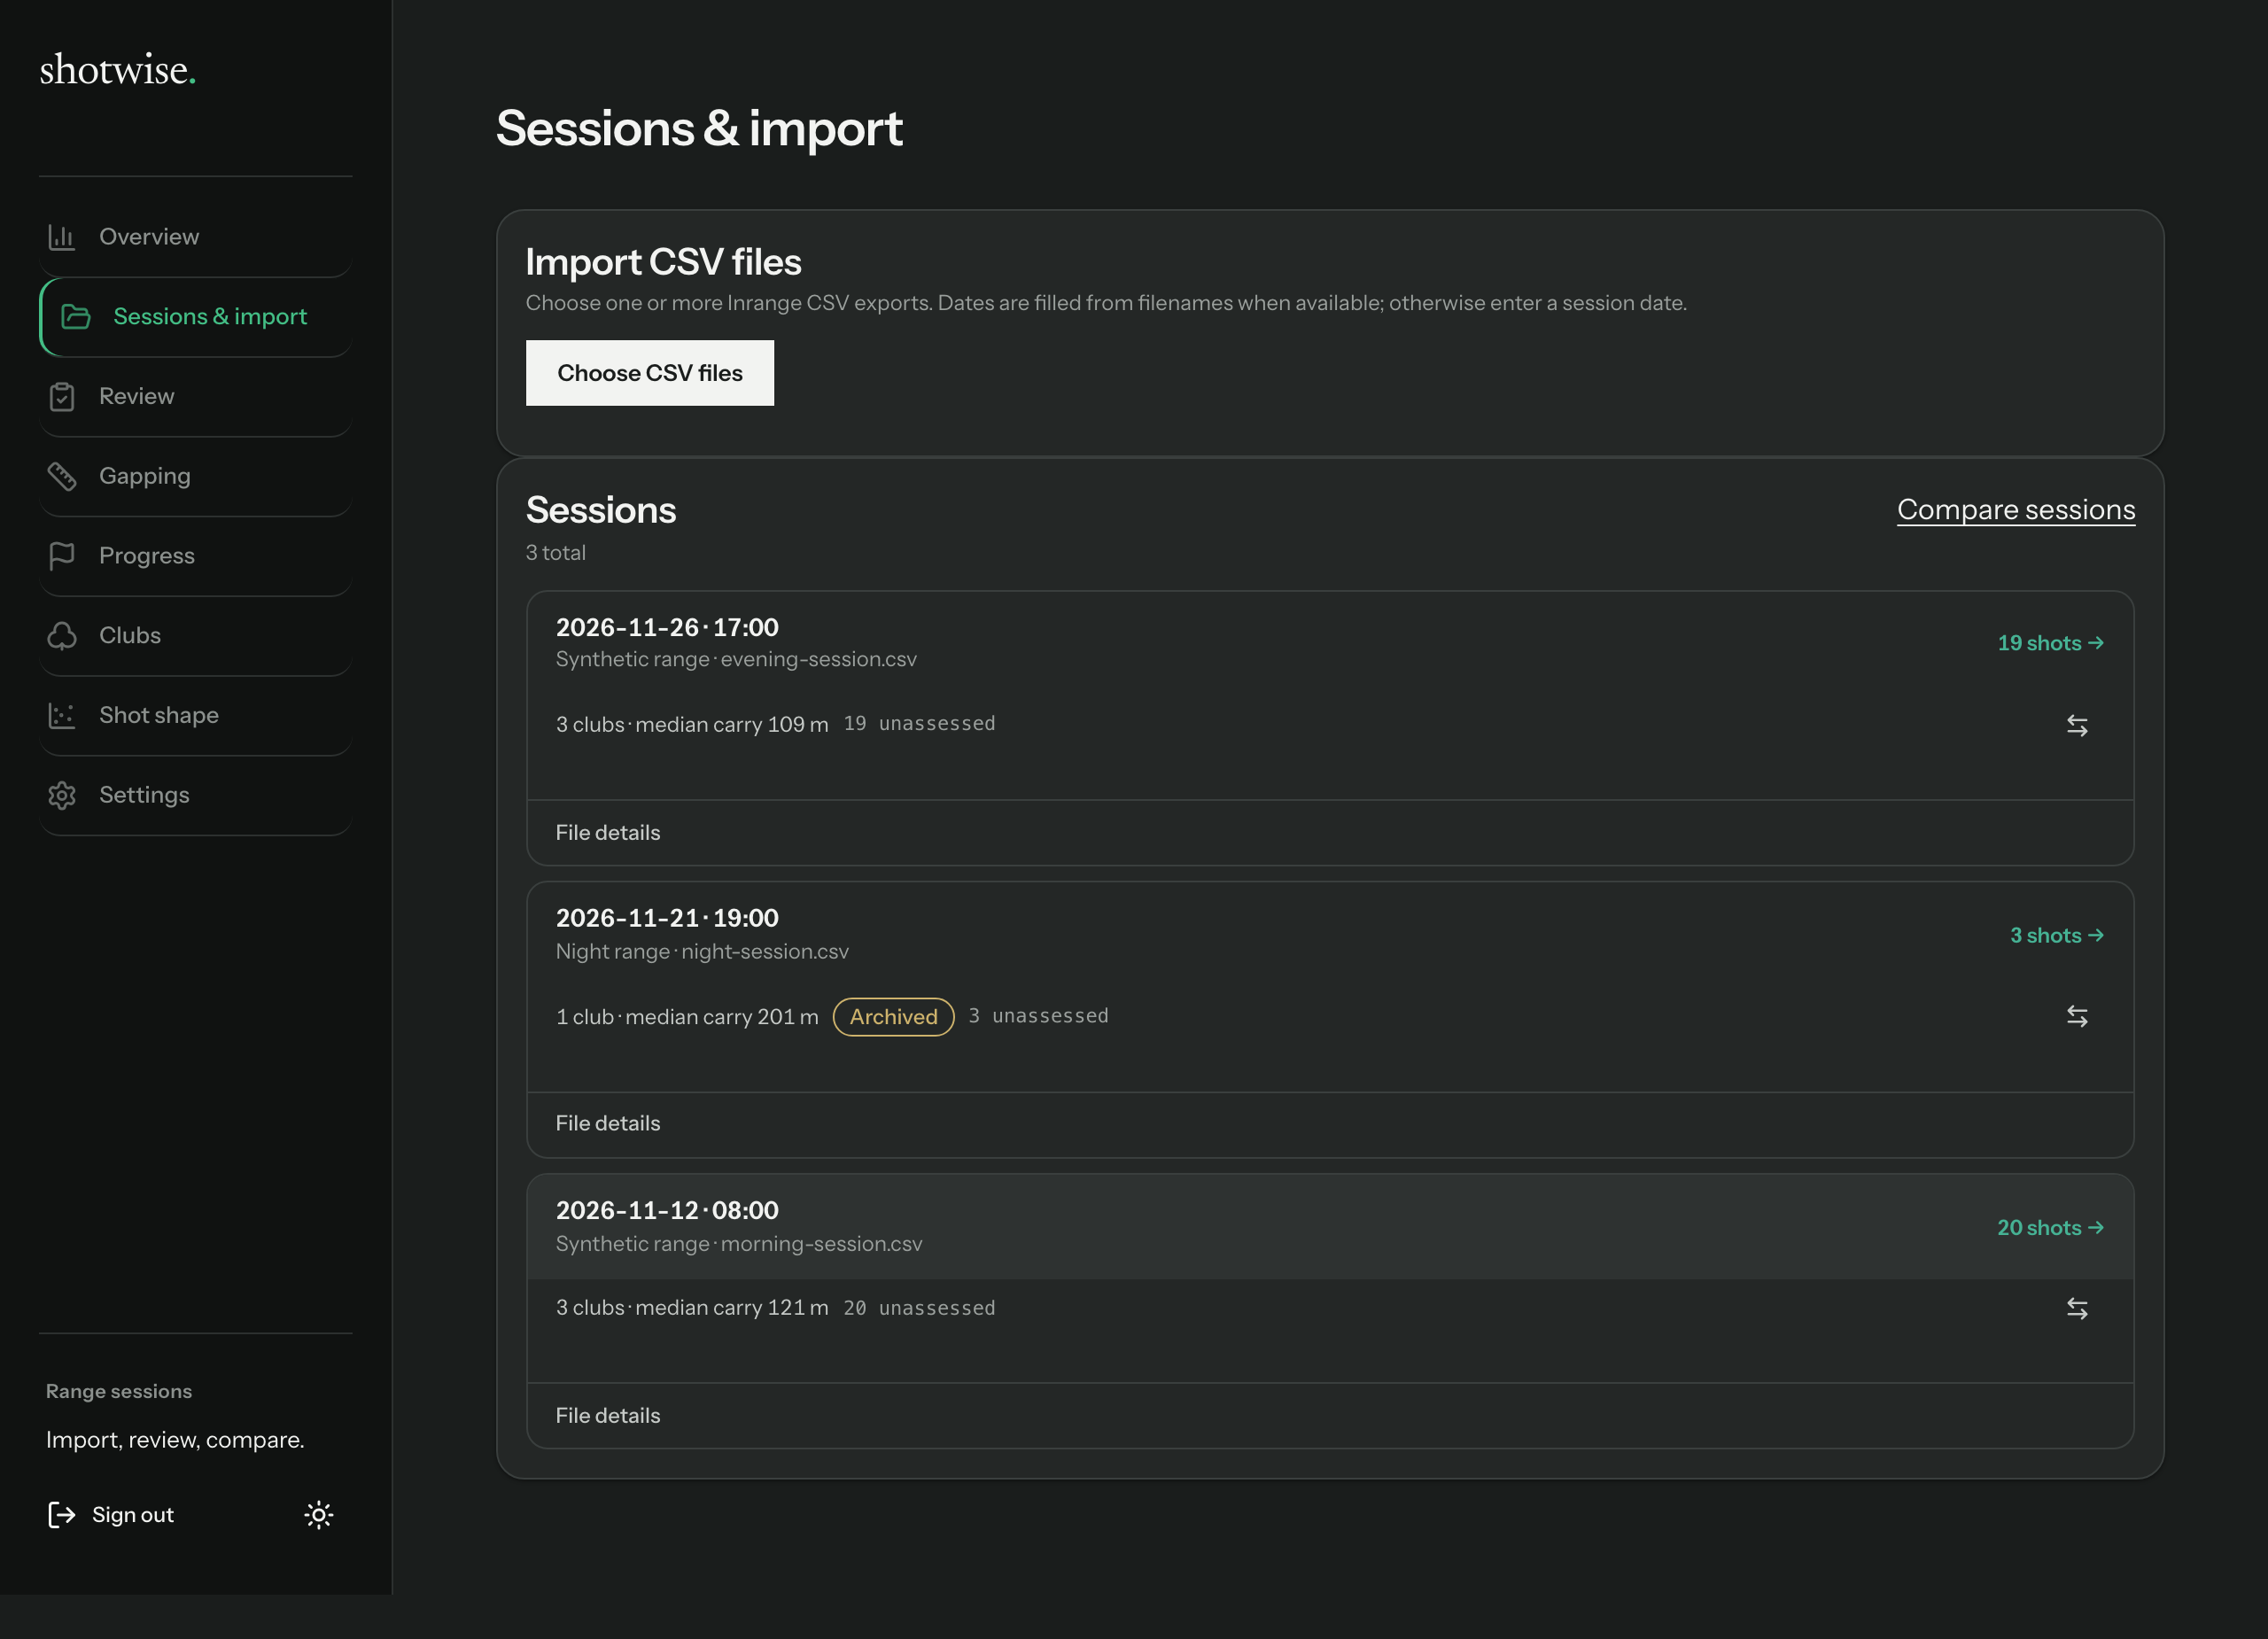 shotwise.
Overview
Sessions & import
Review
Gapping
Progress
Clubs
Shot shape
Settings
Range sessions
Import, review, compare.
Sign out
Sessions & import
Import CSV files
Choose one or more Inrange CSV exports. Dates are filled from filenames when available; otherwise enter a session date.
Choose CSV files
Sessions
Compare sessions
3 total
2026-11-26 · 17:00
Synthetic range · evening-session.csv
19 shots →
3 clubs · median carry 109 m 19 unassessed
File details
2026-11-21 · 19:00
Night range · night-session.csv
3 shots →
1 club · median carry 201 m Archived 3 unassessed
File details
2026-11-12 · 08:00
Synthetic range · morning-session.csv
20 shots →
3 clubs · median carry 121 m 20 unassessed
File details